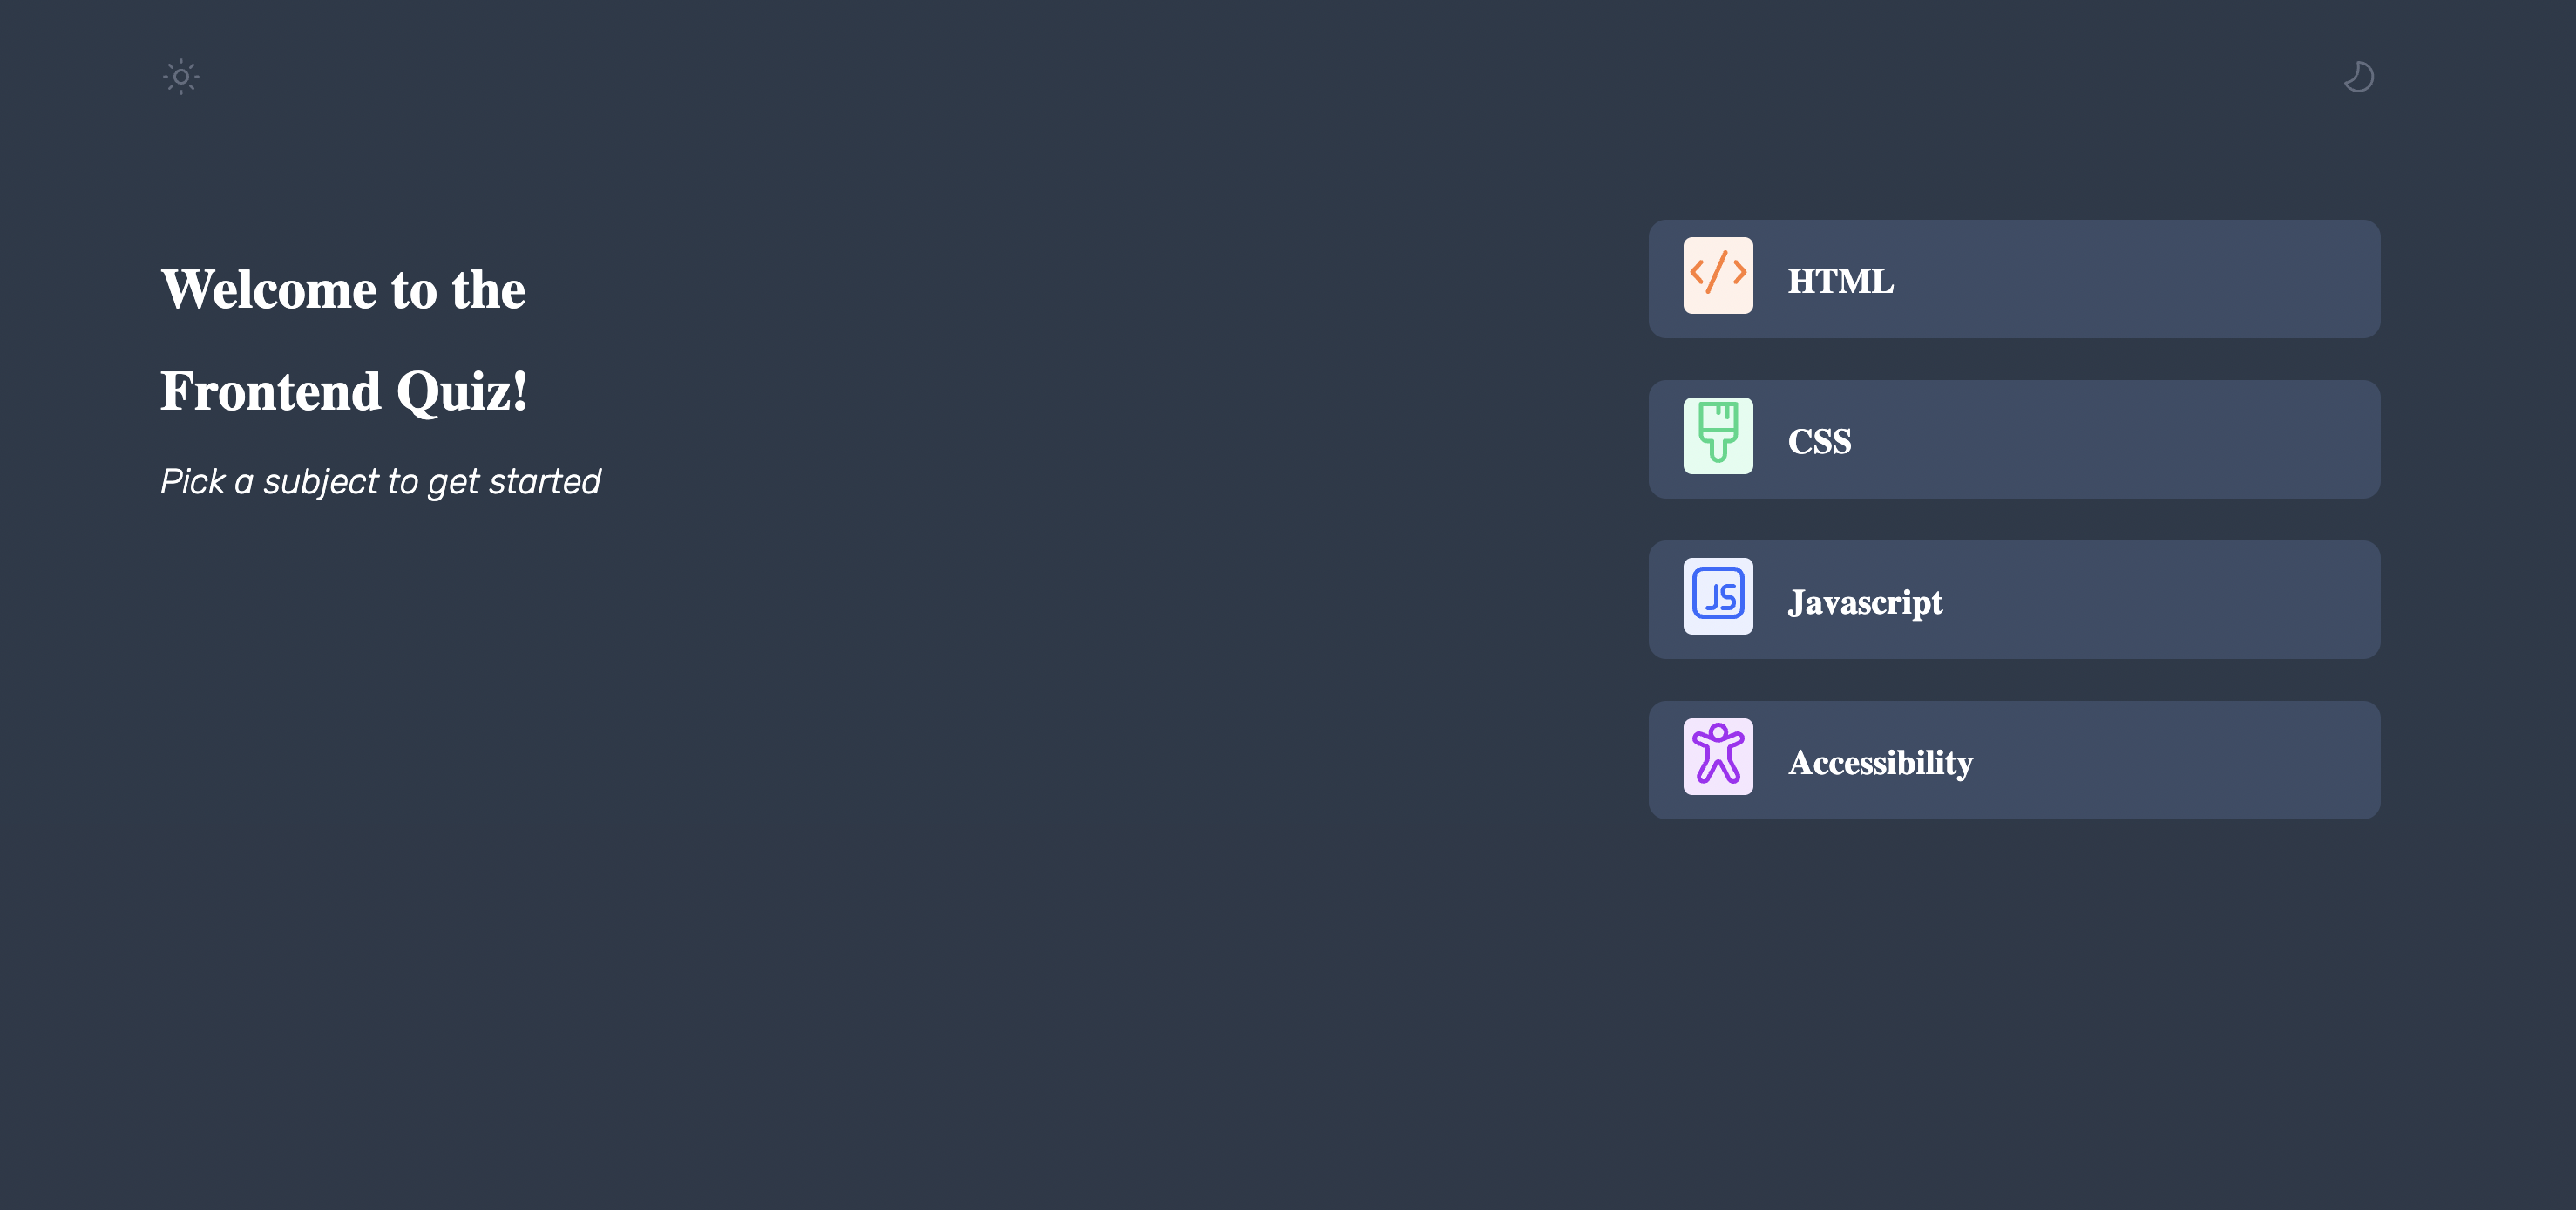 Welcome to the
Frontend Quiz!
Pick a subject to get started
HTML
CSS
JS
Javascript
Accessibility